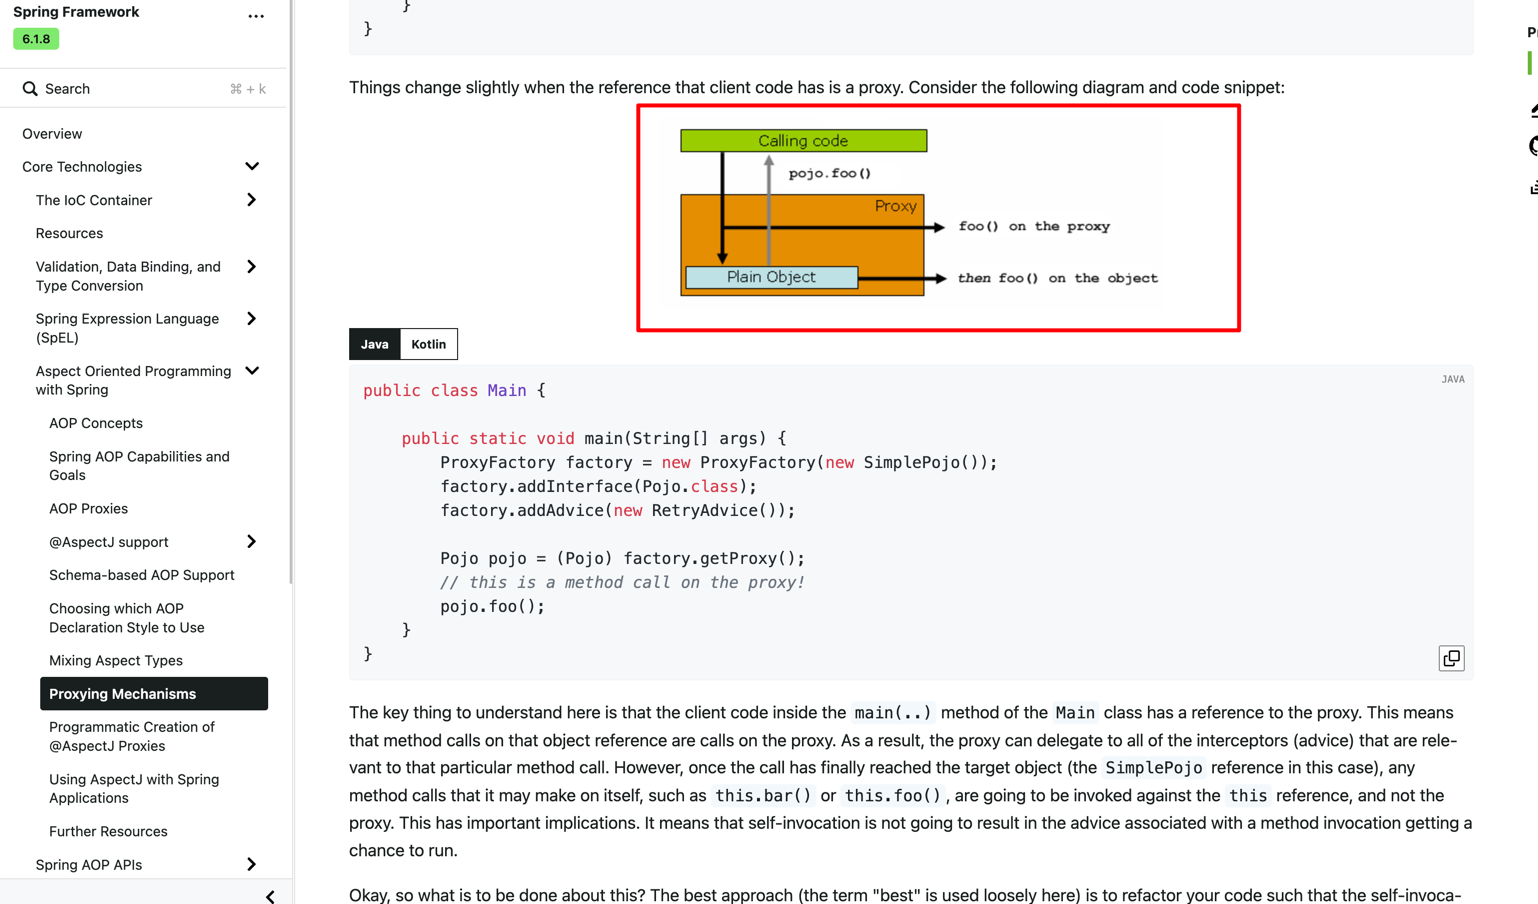 Spring Framework
...
6.1.8
Search
⌘ + k
Overview
Core Technologies
The IoC Container
Resources
Validation, Data Binding, and
Type Conversion
Spring Expression Language
(SpEL)
Aspect Oriented Programming
with Spring
AOP Concepts
Spring AOP Capabilities and
Goals
AOP Proxies
@AspectJ support
Schema-based AOP Support
Choosing which AOP
Declaration Style to Use
Mixing Aspect Types
Proxying Mechanisms
Programmatic Creation of
@AspectJ Proxies
Using AspectJ with Spring
Applications
Further Resources
Spring AOP APIs
}
}
Things change slightly when the reference that client code has is a proxy. Consider the following diagram and code snippet:
Calling code
pojo.foo()
Proxy
foo() on the proxy
Plain Object
then foo() on the object
Java
Kotlin
JAVA
public class Main {
public static void main(String[] args) {
ProxyFactory factory = new ProxyFactory(new SimplePojo());
factory.addInterface(Pojo.class);
factory.addAdvice(new RetryAdvice());
Pojo pojo = (Pojo) factory.getProxy();
// this is a method call on the proxy!
pojo.foo();
}
}
The key thing to understand here is that the client code inside the main(..) method of the Main class has a reference to the proxy. This means
that method calls on that object reference are calls on the proxy. As a result, the proxy can delegate to all of the interceptors (advice) that are rele-
vant to that particular method call. However, once the call has finally reached the target object (the SimplePojo reference in this case), any
method calls that it may make on itself, such as this.bar() or this.foo(), are going to be invoked against the this reference, and not the
proxy. This has important implications. It means that self-invocation is not going to result in the advice associated with a method invocation getting a
chance to run.
Okay, so what is to be done about this? The best approach (the term "best" is used loosely here) is to refactor your code such that the self-invoca-